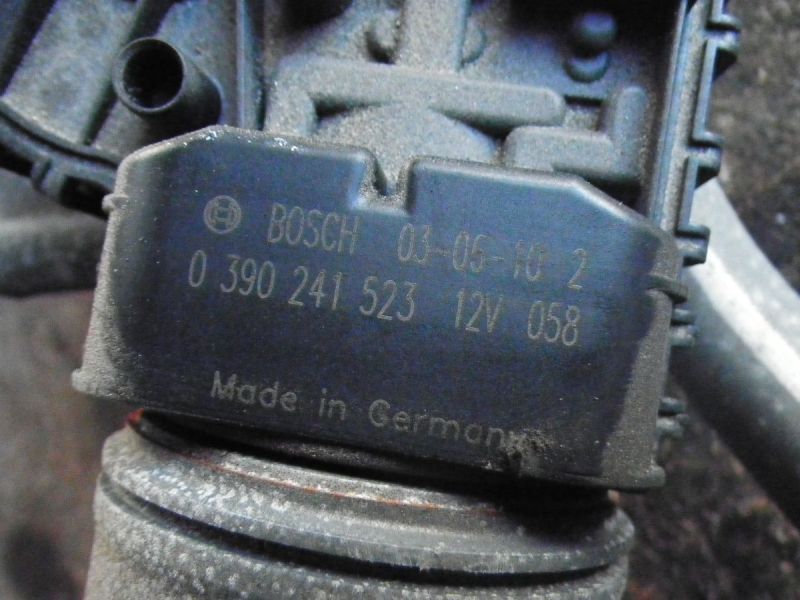 BOSCH 03-05-10 2
0 390 241 523 12V 058
Made in Germany